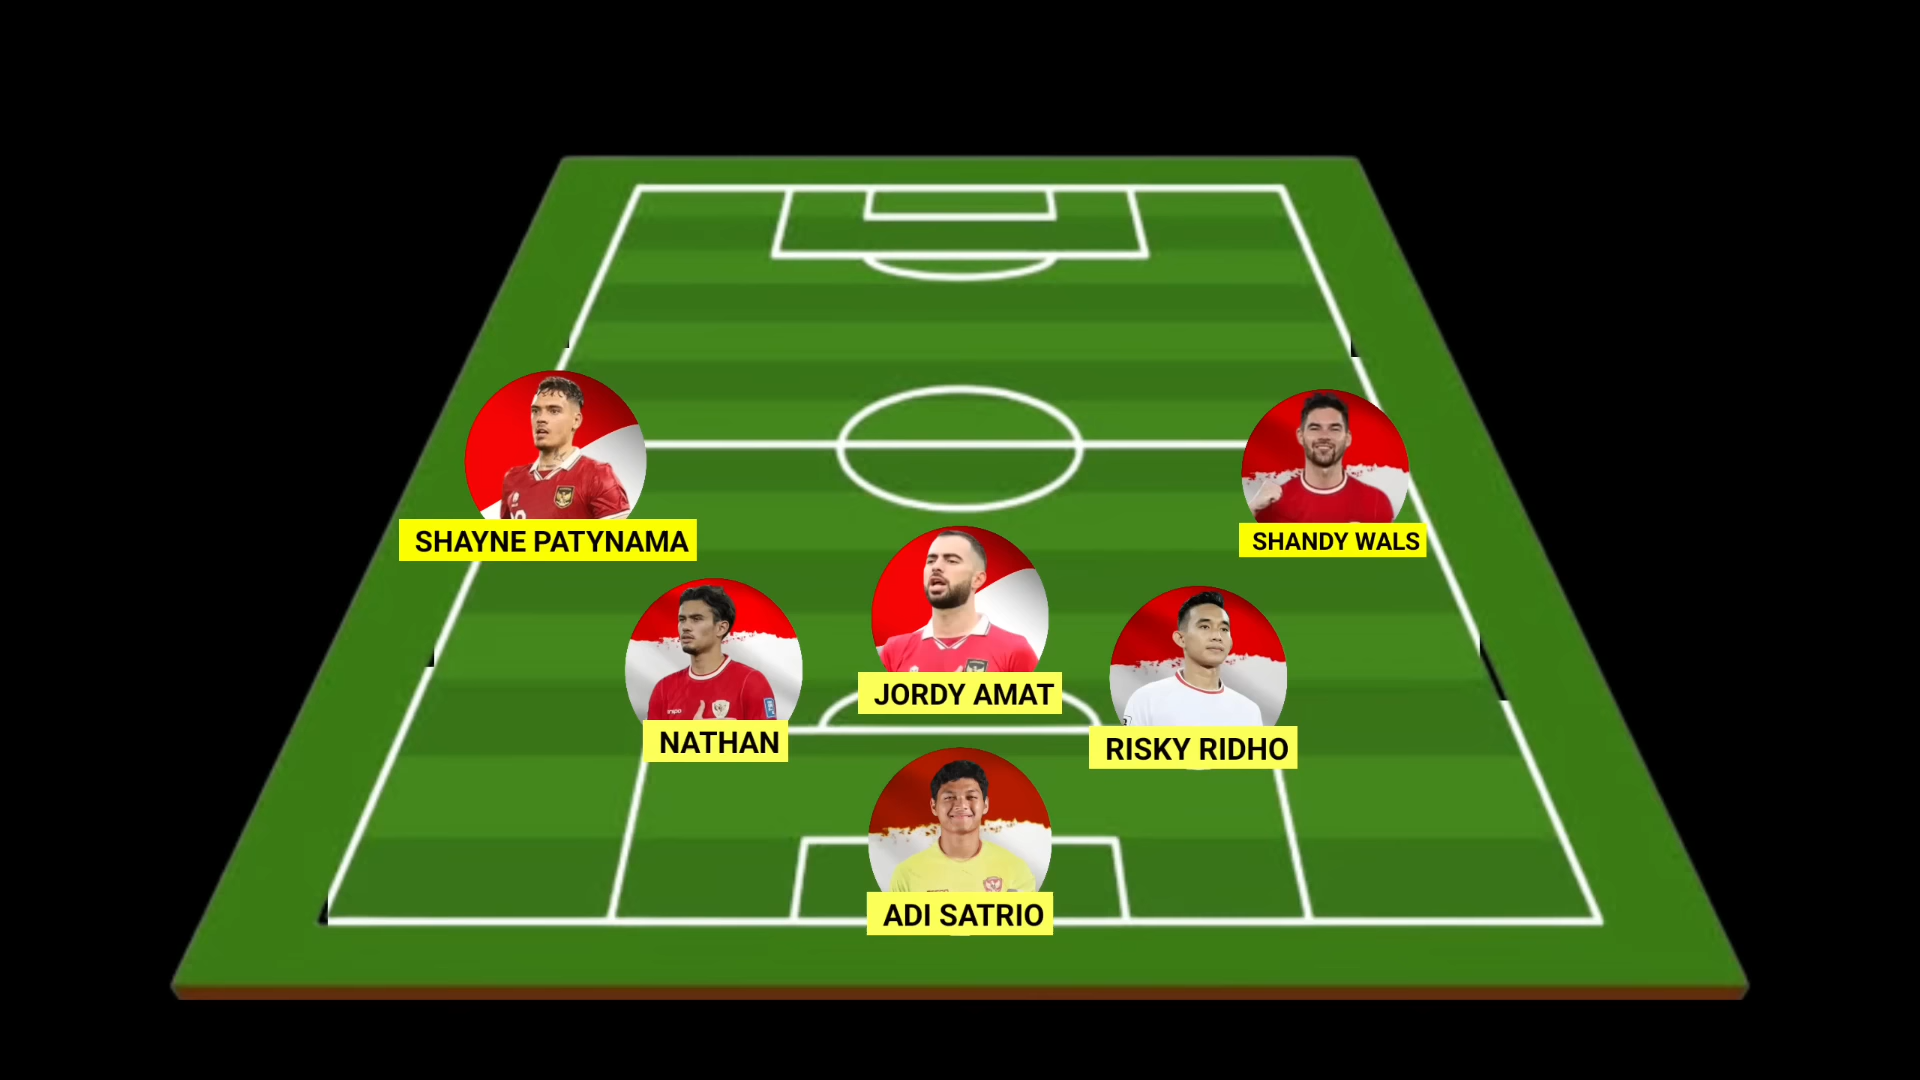 SHAYNE PATYNAMA
SHANDY WALS
JORDY AMAT
NATHAN
RISKY RIDHO
ADI SATRIO